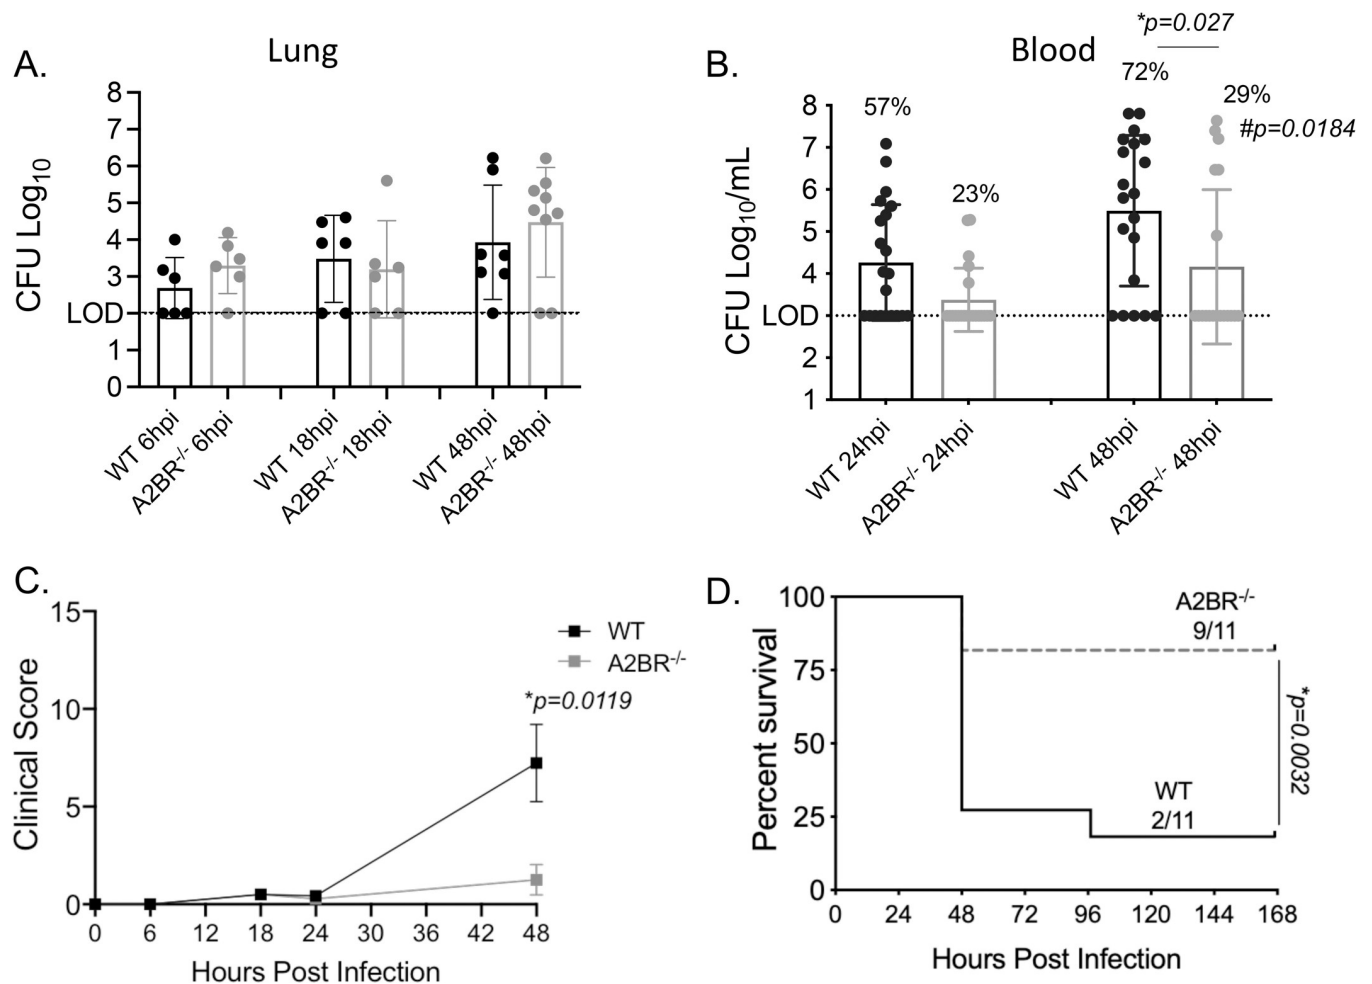 A.
Lung
8
7
6
5
4
3
LOD
1
0
CFU Log10
WT 6hpi
A2BR-/- 6hpi
WT 18hpi
A2BR-/- 18hpi
WT 48hpi
A2BR-/- 48hpi
B.
Blood
*p=0.027
57%
23%
72%
29%
#p=0.0184
8
7
6
5
4
LOD
2
1
CFU Log10/mL
WT 24hpi
A2BR-/- 24hpi
WT 48hpi
A2BR-/- 48hpi
C.
15
10
5
0
Clinical Score
WT
A2BR-/-
*p=0.0119
0 6 12 18 24 30 36 42 48
Hours Post Infection
D.
100
75
50
25
0
Percent survival
A2BR-/-
9/11
WT
2/11
*p=0.0032
0 24 48 72 96 120 144 168
Hours Post Infection